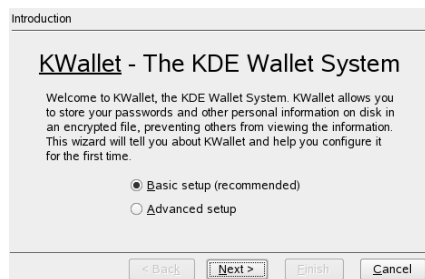 Introduction
KWallet - The KDE Wallet System
Welcome to KWallet, the KDE Wallet System. KWallet allows you
to store your passwords and other personal information on disk in
an encrypted file, preventing others from viewing the information.
This wizard will tell you about KWallet and help you configure it
for the first time.
Basic setup (recommended)
Advanced setup
< Back Next > Finish Cancel